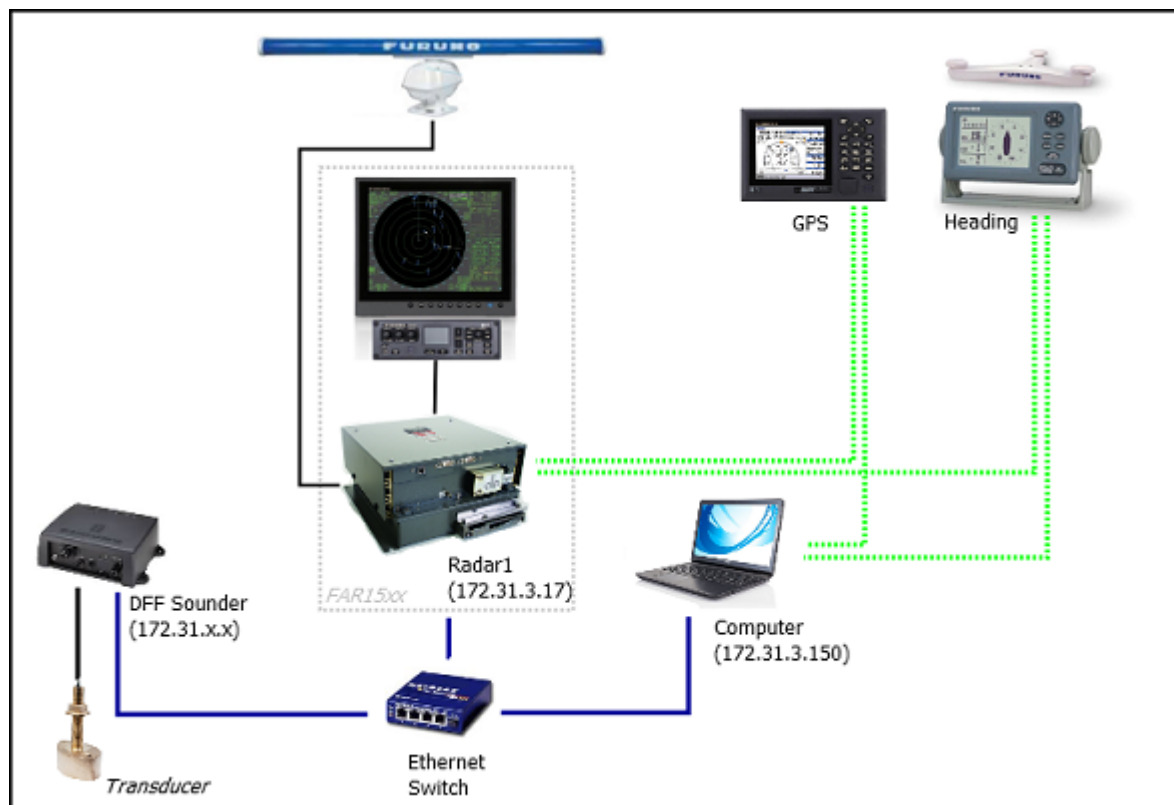 FURUNO
FURUNO
GPS
Heading
Radar1
(172.31.3.17)
FAR15xx
DFF Sounder
(172.31.x.x)
Computer
(172.31.3.150)
Ethernet
Switch
Transducer